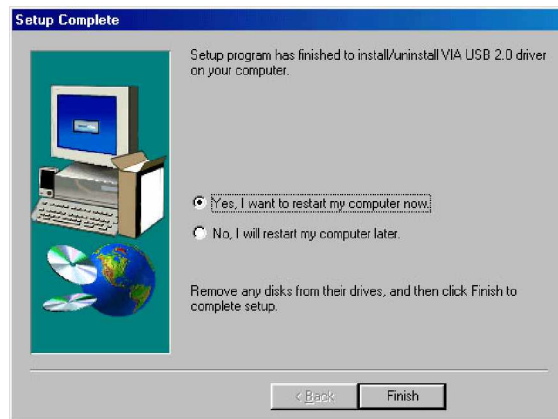 Setup Complete
Setup program has finished to install/uninstall VIA USB 2.0 driver
on your computer.
Yes, I want to restart my computer now.
No, I will restart my computer later.
Remove any disks from their drives, and then click Finish to
complete setup.
< Back
Finish